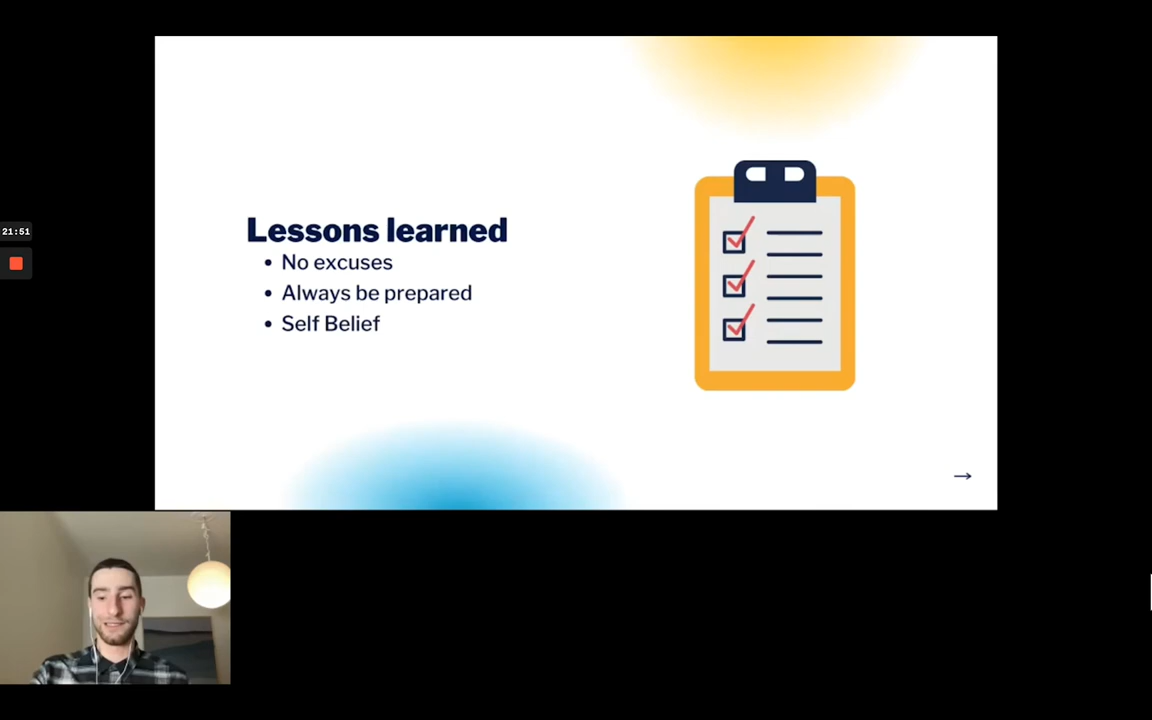 Lessons learned
• No excuses
• Always be prepared
• Self Belief
21:51
→